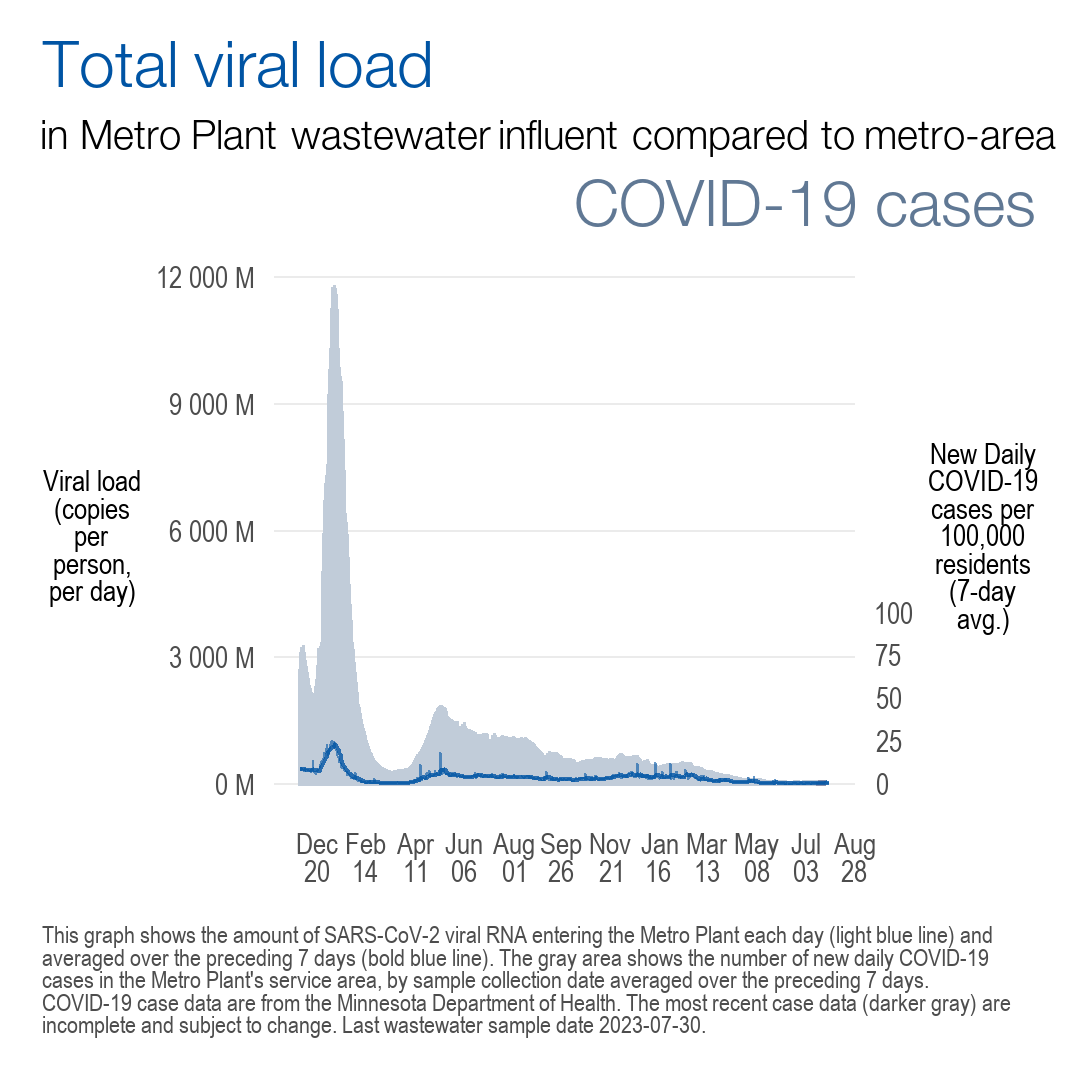 Total viral load
in Metro Plant wastewater influent compared to metro-area
COVID-19 cases
12 000 M
9 000 M
6 000 M
3 000 M
0 M
Viral load
(copies
per
person,
per day)
New Daily
COVID-19
cases per
100,000
residents
(7-day
avg.)
100
75
50
25
0
Dec Feb Apr Jun Aug Sep Nov Jan Mar May Jul Aug
20 14 11 06 01 26 21 16 13 08 03 28
This graph shows the amount of SARS-CoV-2 viral RNA entering the Metro Plant each day (light blue line) and
averaged over the preceding 7 days (bold blue line). The gray area shows the number of new daily COVID-19
cases in the Metro Plant's service area, by sample collection date averaged over the preceding 7 days.
COVID-19 case data are from the Minnesota Department of Health. The most recent case data (darker gray) are
incomplete and subject to change. Last wastewater sample date 2023-07-30.